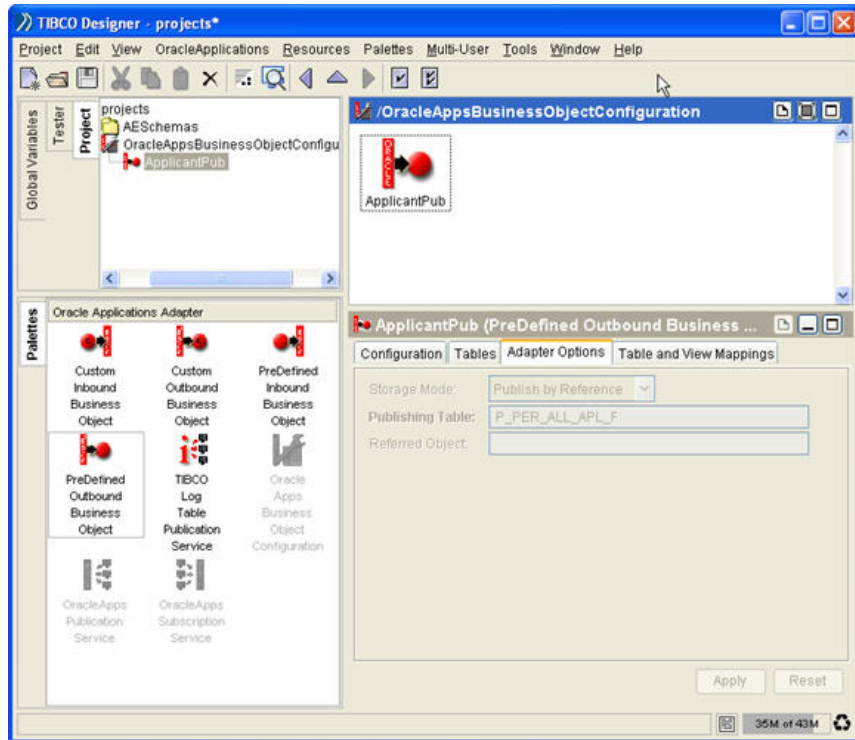 TIBCO Designer - projects*
Project Edit View OracleApplications Resources Palettes Multi-User Tools Window Help
Global Variables
Tester
Project
projects
AESchemas
OracleAppsBusinessObjectConfigu
ApplicantPub
/OracleAppsBusinessObjectConfiguration
ORACLE
ApplicantPub
Palettes
Oracle Applications Adapter
Custom
Inbound
Business
Object
Custom
Outbound
Business
Object
PreDefined
Inbound
Business
Object
PreDefined
Outbound
Business
Object
TIBCO
Log
Table
Publication
Service
Oracle
Apps
Business
Object
Configuration
OracleApps
Publication
Service
OracleApps
Subscription
Service
ApplicantPub (PreDefined Outbound Business ...
Configuration Tables Adapter Options Table and View Mappings
Storage Mode: Publish by Reference
Publishing Table: P_PER_ALL_APL_F
Referred Object:
Apply Reset
35M of 43M